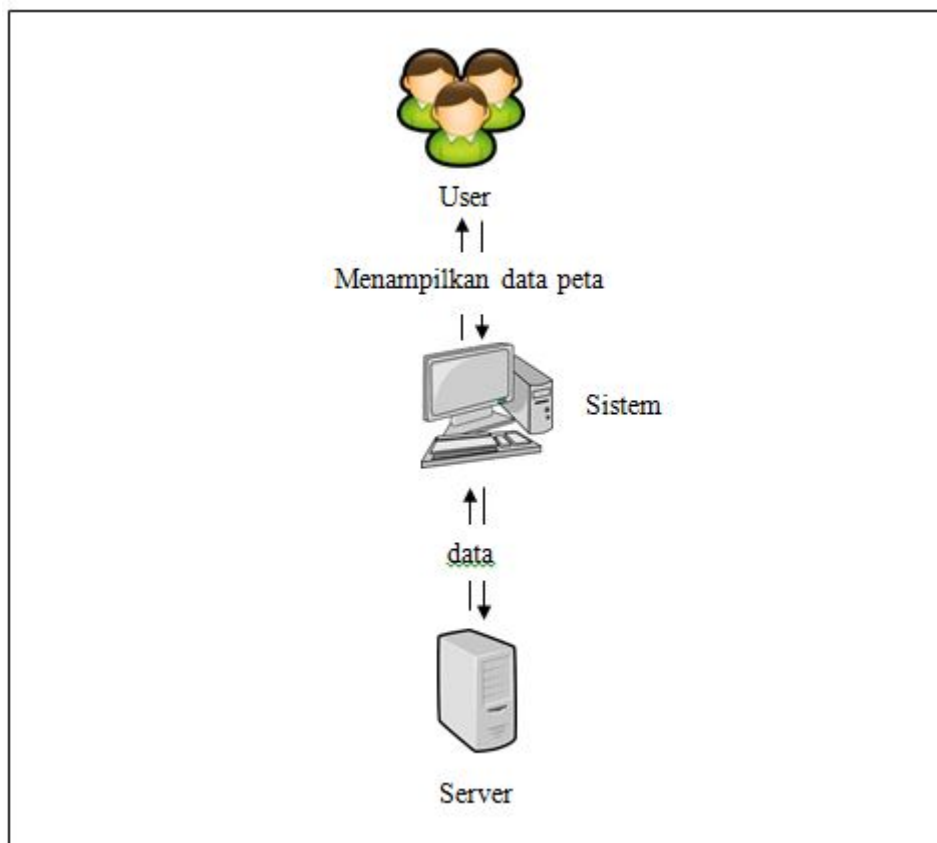 User
Menampilkan data peta
Sistem
data
Server